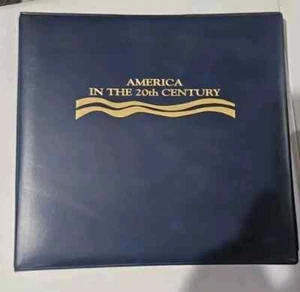 AMERICA
IN THE 20th CENTURY